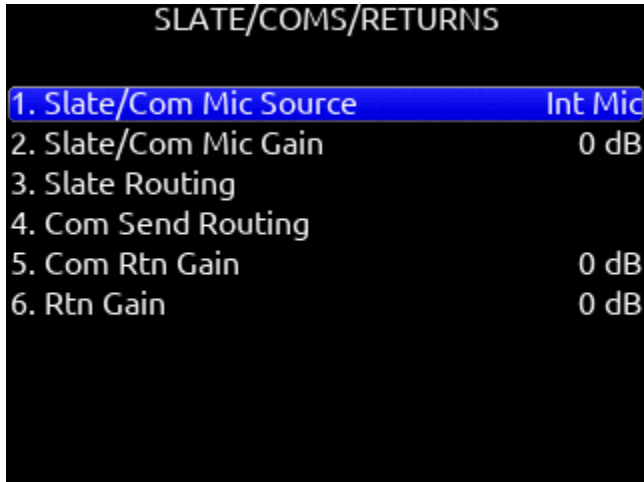 SLATE/COMS/RETURNS
1. Slate/Com Mic Source Int Mic
2. Slate/Com Mic Gain 0 dB
3. Slate Routing
4. Com Send Routing
5. Com Rtn Gain 0 dB
6. Rtn Gain 0 dB